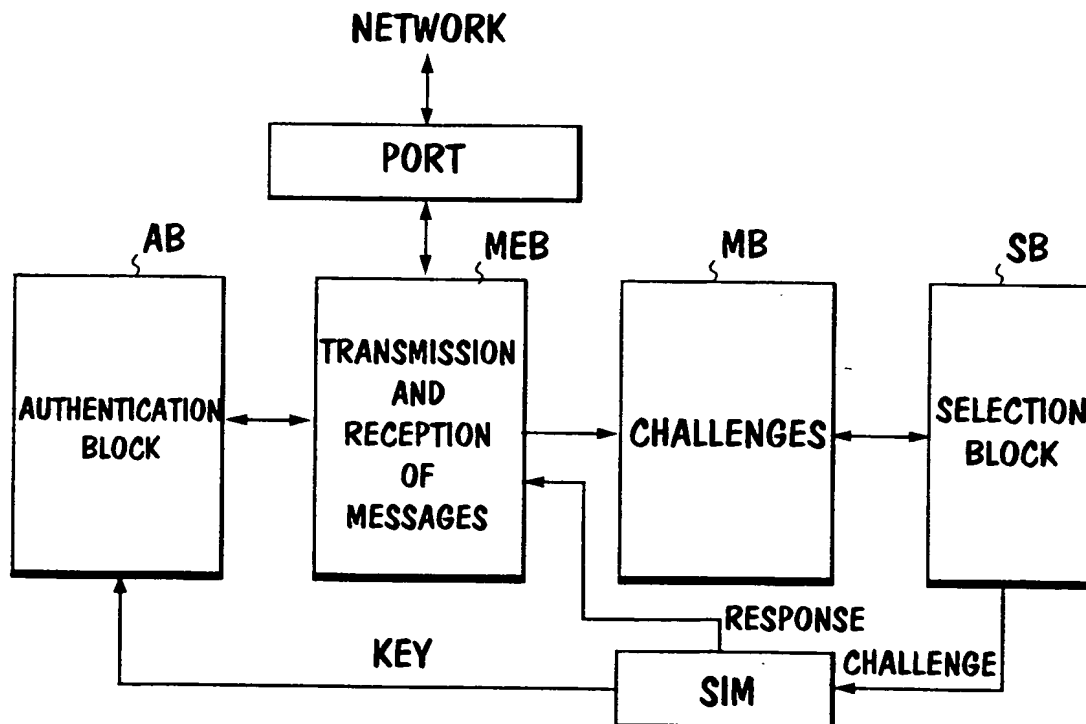 NETWORK
PORT
AB
MEB
MB
SB
AUTHENTICATION
BLOCK
TRANSMISSION
AND
RECEPTION
OF
MESSAGES
CHALLENGES
SELECTION
BLOCK
RESPONSE
KEY
CHALLENGE
SIM